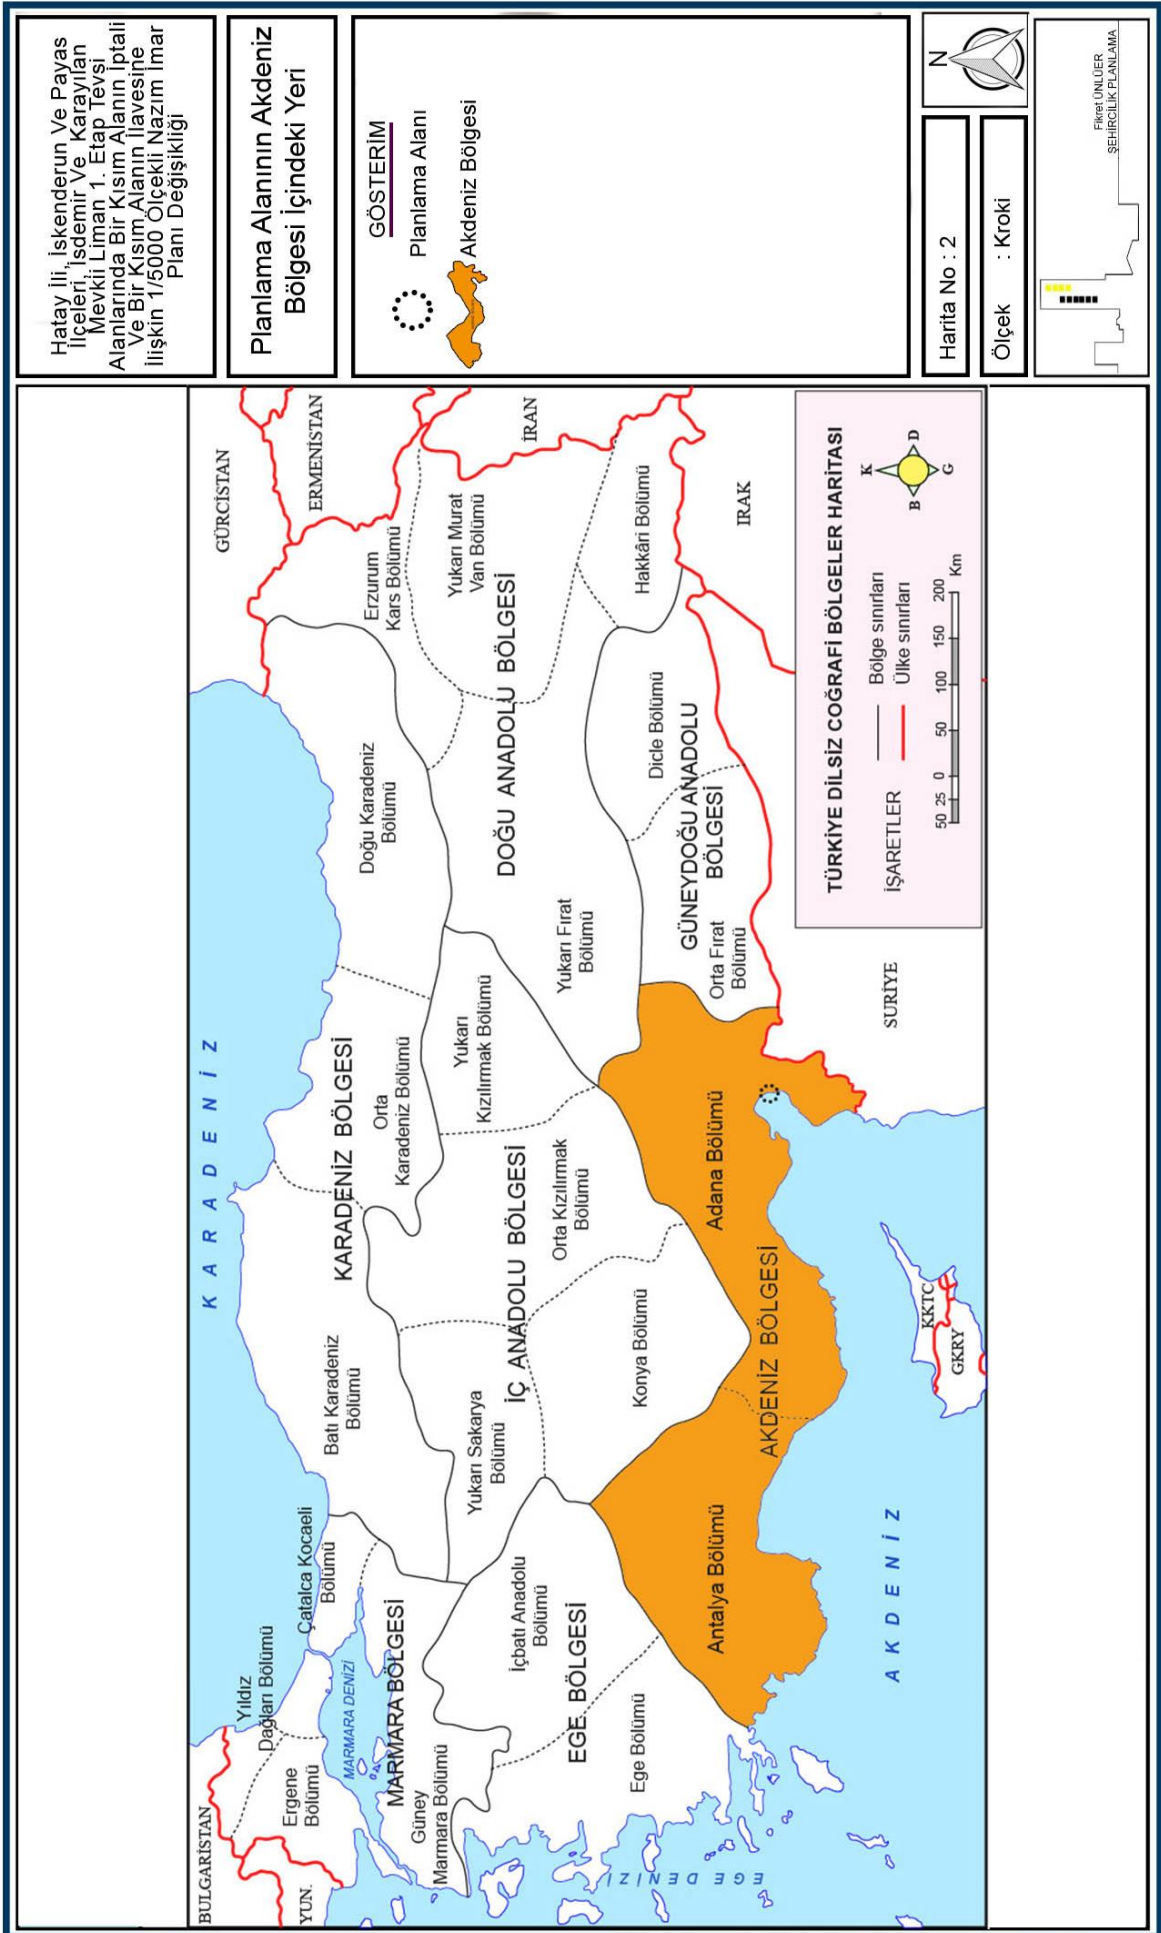 Hatay İli, İskenderun Ve Payas
İlçeleri, İsdemir Ve Karayılan
Mevkii Liman 1. Etap Tevsi
Alanlarında Bir Kısım Alanın İptali
Ve Bir Kısım Alanın İlavesine
İlişkin 1/5000 Ölçekli Nazım İmar
Planı Değişikliği
Planlama Alanının Akdeniz
Bölgesi İçindeki Yeri
GÖSTERİM
Planlama Alanı
Akdeniz Bölgesi
N
Harita No : 2
Ölçek : Kroki
Fikret ÜNLÜER
ŞEHİRCİLİK PLANLAMA
BULGARİSTAN
YUN.
KARADENİZ
GÜRCİSTAN
ERMENİSTAN
İRAN
IRAK
SURİYE
Yıldız
Dağları Bölümü
Ergene
Bölümü
Çatalca Kocaeli
Bölümü
MARMARA DENİZİ
MARMARA BÖLGESİ
Güney
Marmara Bölümü
Batı Karadeniz
Bölümü
KARADENİZ BÖLGESİ
Orta
Karadeniz Bölümü
Doğu Karadeniz
Bölümü
Erzurum
Kars Bölümü
Yukarı Murat
Van Bölümü
DOĞU ANADOLU BÖLGESİ
Yukarı Fırat
Bölümü
Hakkâri Bölümü
Yukarı Sakarya
Bölümü
İÇ ANADOLU BÖLGESİ
Yukarı
Kızılırmak Bölümü
Orta Kızılırmak
Bölümü
Konya Bölümü
İçbatı Anadolu
Bölümü
EGE BÖLGESİ
Ege Bölümü
EGE DENİZİ
Dicle Bölümü
GÜNEYDOĞU ANADOLU
BÖLGESİ
Orta Fırat
Bölümü
Antalya Bölümü
AKDENİZ BÖLGESİ
Adana Bölümü
AKDENİZ
KKTC
GKRY
TÜRKİYE DİLSİZ COĞRAFİ BÖLGELER HARİTASI
İŞARETLER
Bölge sınırları
Ülke sınırları
K
B
D
G
50 25 0 50 100 150 200
Km